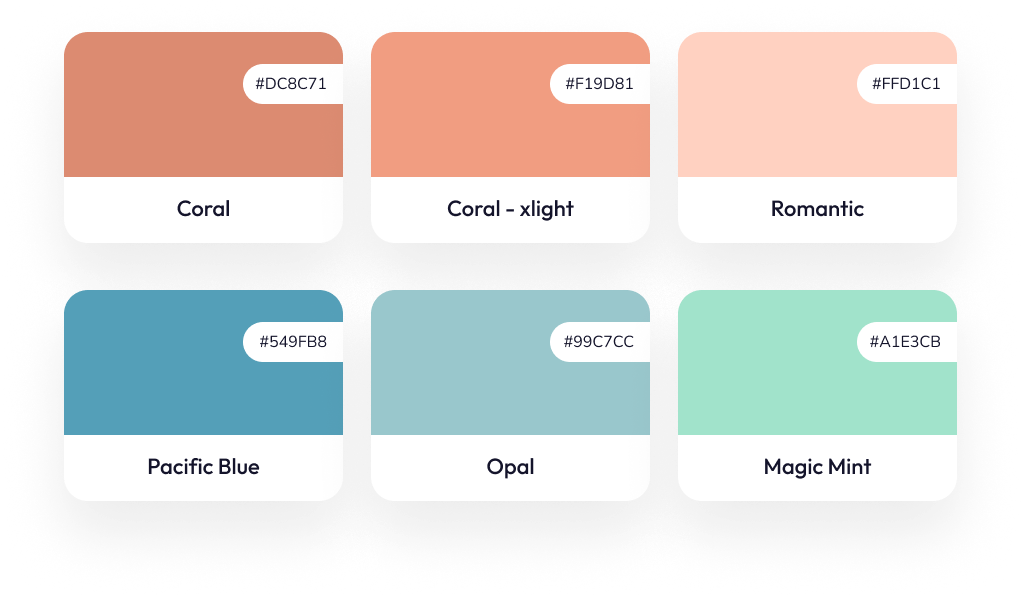 #DC8C71
#F19D81
#FFD1C1
Coral
Coral - xlight
Romantic
#549FB8
#99C7CC
#A1E3CB
Pacific Blue
Opal
Magic Mint